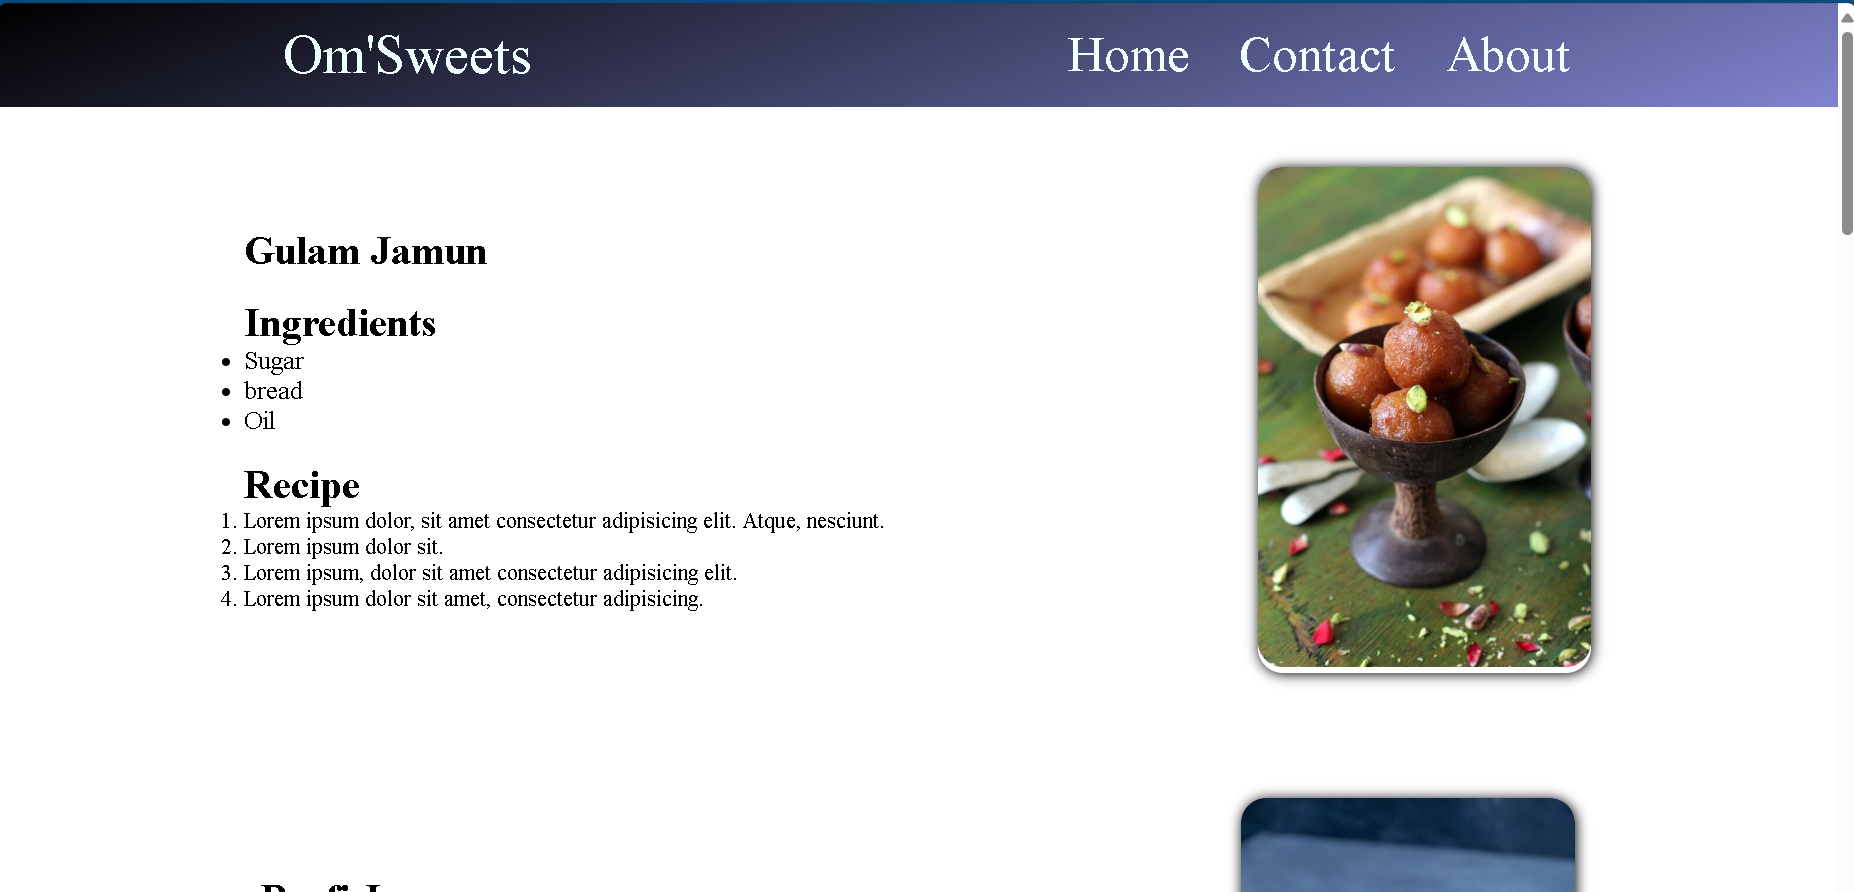 Om'Sweets
Home Contact About
Gulam Jamun
Ingredients
• Sugar
• bread
• Oil
Recipe
1. Lorem ipsum dolor, sit amet consectetur adipisicing elit. Atque, nesciunt.
2. Lorem ipsum dolor sit.
3. Lorem ipsum, dolor sit amet consectetur adipisicing elit.
4. Lorem ipsum dolor sit amet, consectetur adipisicing.